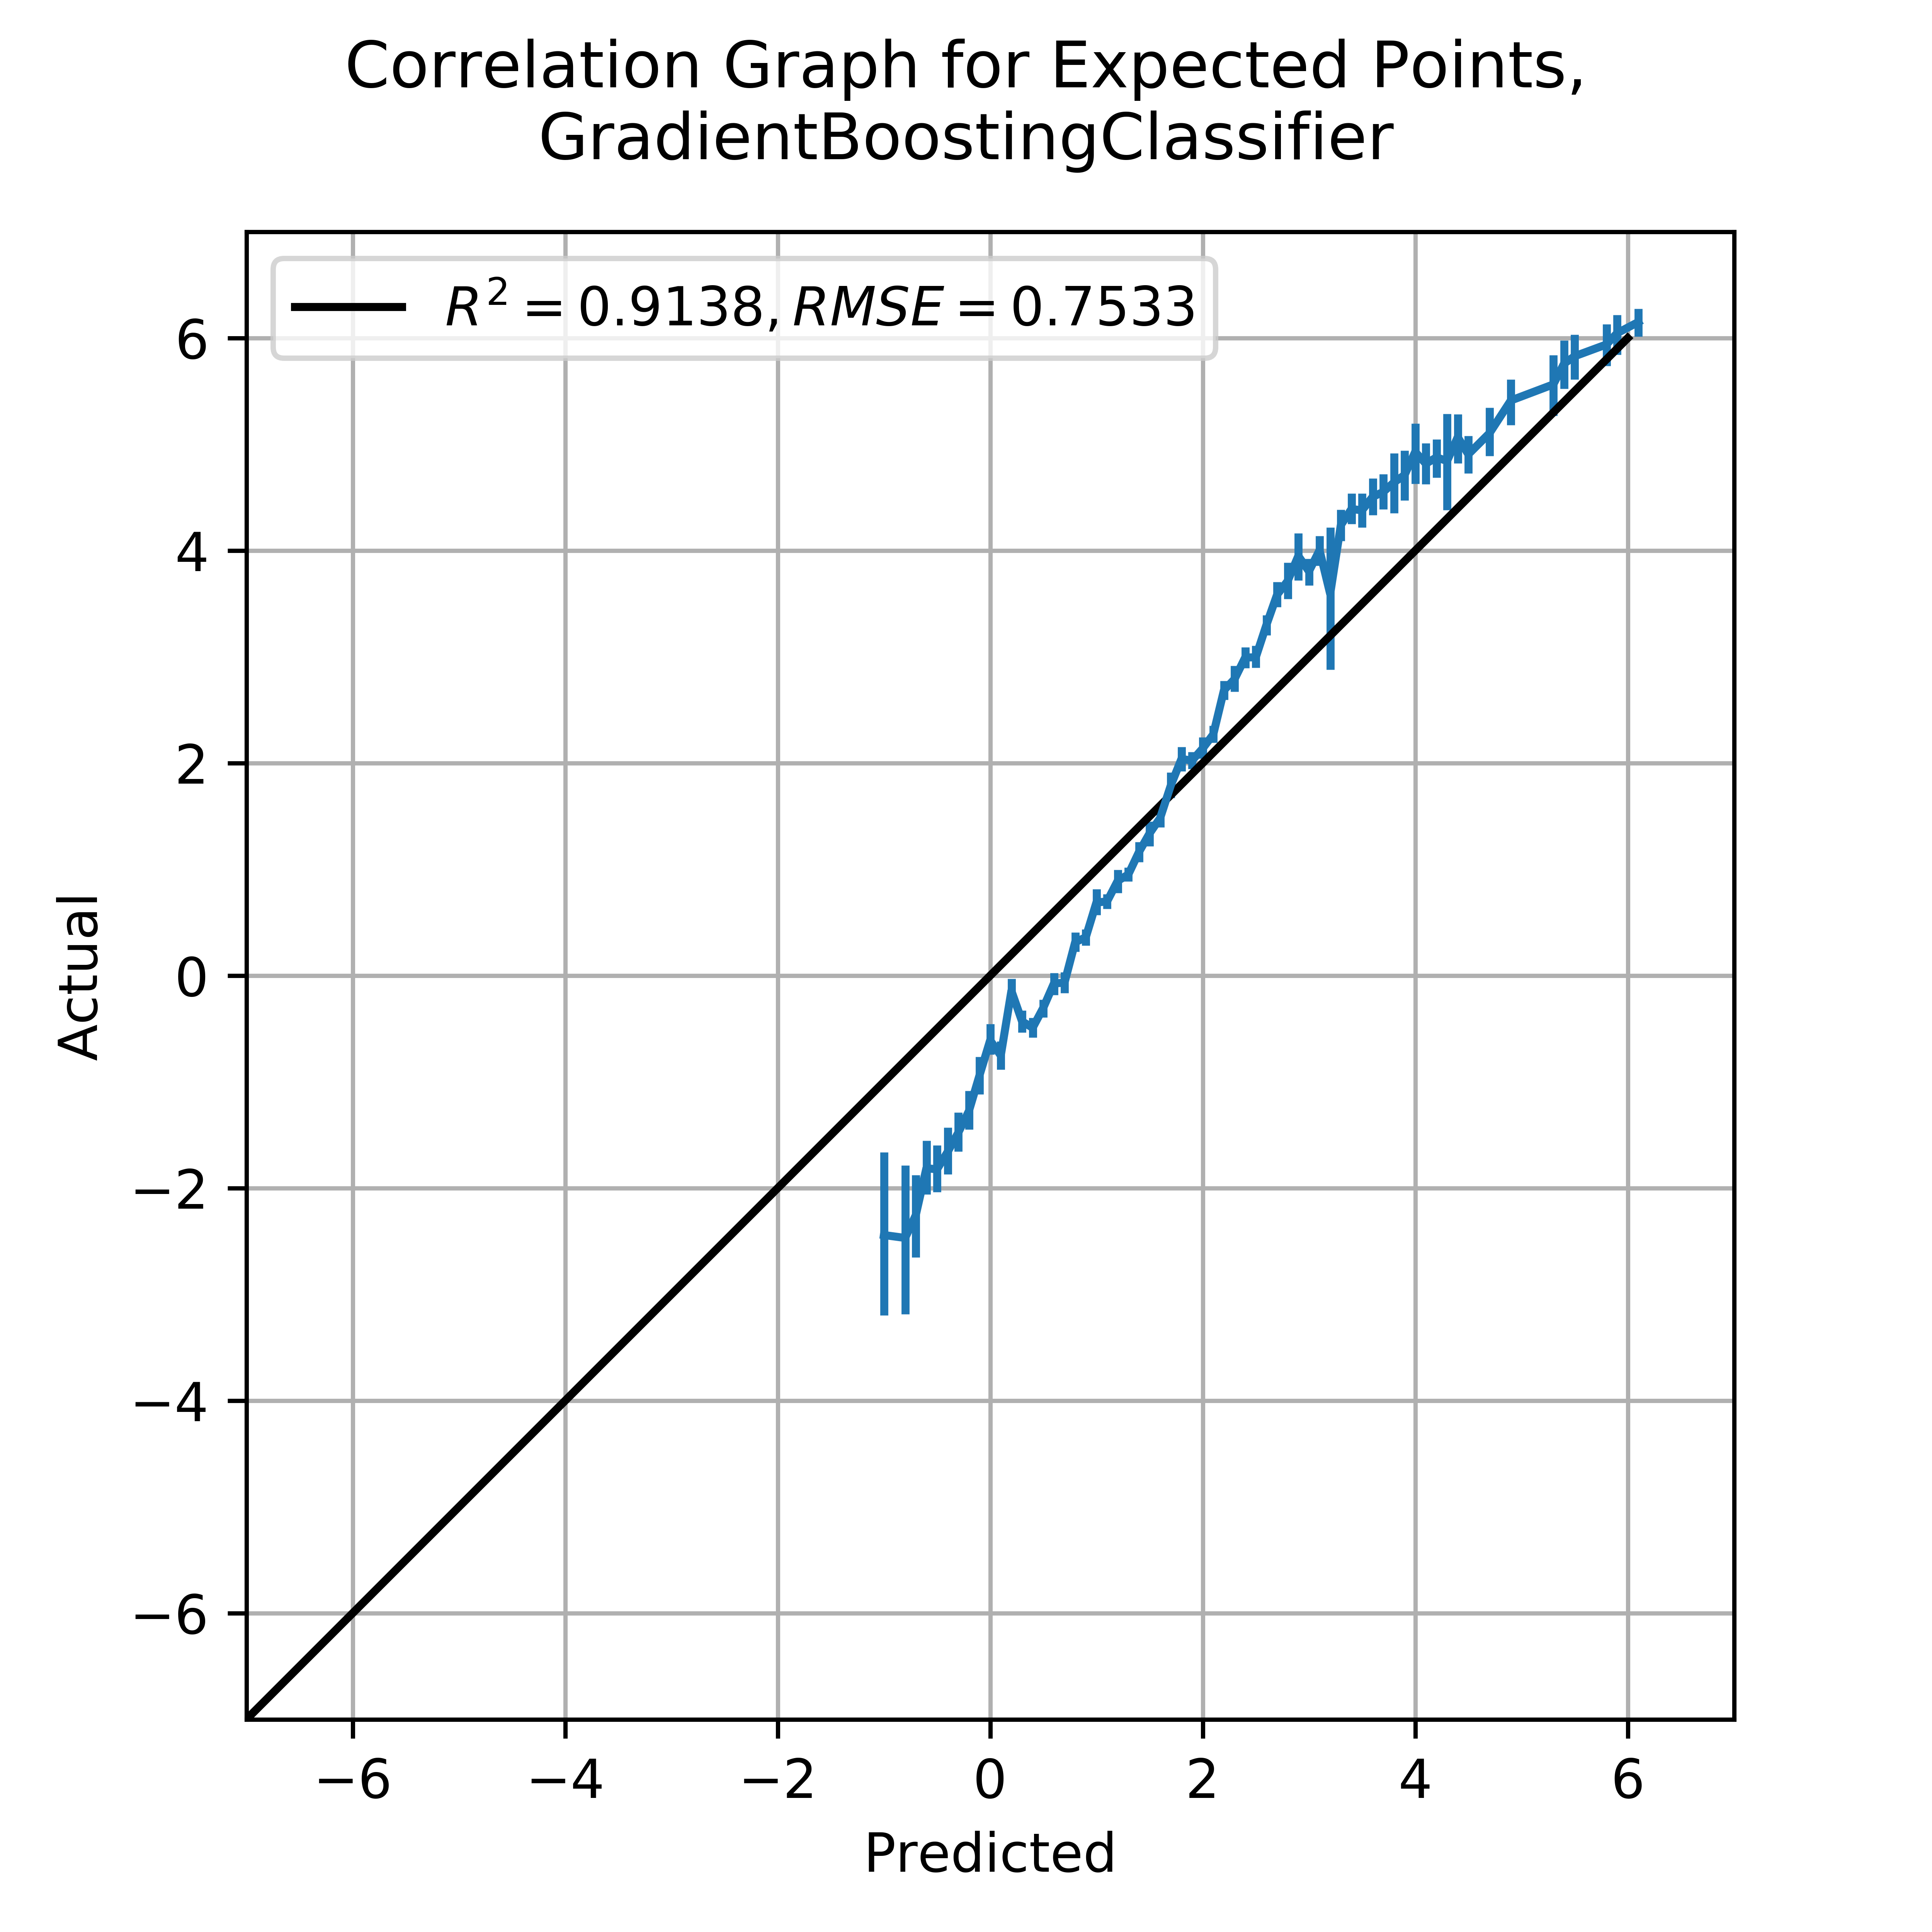 Correlation Graph for Expected Points,
GradientBoostingClassifier
R² = 0.9138, RMSE = 0.7533
6
4
2
0
−2
−4
−6
Actual
−6 −4 −2 0 2 4 6
Predicted